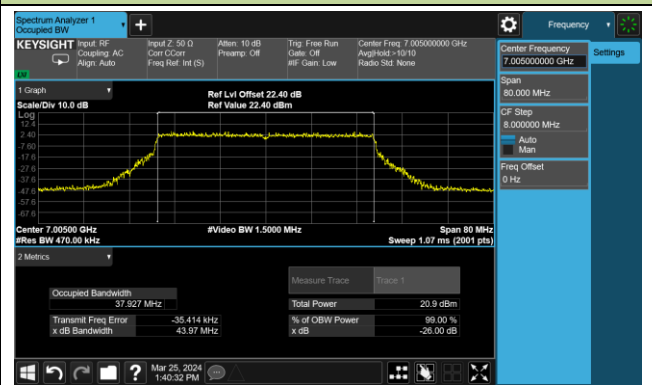 Spectrum Analyzer 1
Occupied BW
Frequency
KEYSIGHT
Input: RF
Coupling: AC
Align: Auto
Input Z: 50 Ω
Corr CCorr
Freq Ref: Int (S)
Atten: 10 dB
Preamp: Off
Trig: Free Run
Gate: Off
#IF Gain: Low
Center Freq: 7.005000000 GHz
Avg|Hold:>10/10
Radio Std: None
Center Frequency
7.005000000 GHz
Settings
Span
80.000 MHz
CF Step
8.000000 MHz
Auto
Man
Freq Offset
0 Hz
1 Graph
Scale/Div 10.0 dB
Ref Lvl Offset 22.40 dB
Ref Value 22.40 dBm
Log
12.4
2.40
-7.60
-17.6
-27.6
-37.6
-47.6
-57.6
-67.6
Center 7.00500 GHz
#Res BW 470.00 kHz
#Video BW 1.5000 MHz
Span 80 MHz
Sweep 1.07 ms (2001 pts)
2 Metrics
Measure Trace
Trace 1
Occupied Bandwidth
37.927 MHz
Total Power
20.9 dBm
Transmit Freq Error
-35.414 kHz
% of OBW Power
99.00 %
x dB Bandwidth
43.97 MHz
x dB
-26.00 dB
Mar 25, 2024
1:40:32 PM